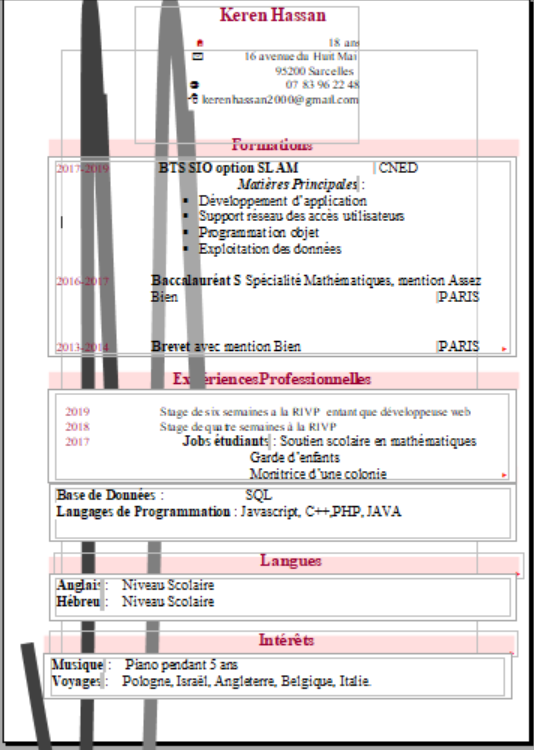 Keren Hassan
18 ans
16 avenue du Huit Mai
95200 Sarcelles
07 83 96 22 48
kerenhassan2000@gmail.com
Formations
2017-2019 BTS SIO option SLAM CNED
Matières Principales :
▪ Développement d'application
▪ Support réseau des accès utilisateurs
▪ Programmation objet
▪ Exploitation des données
2016-2017 Baccalauréat S Spécialité Mathématiques, mention Assez
Bien PARIS
2013-2014 Brevet avec mention Bien PARIS
Expériences Professionnelles
2019 Stage de six semaines a la RIVP entant que développeuse web
2018 Stage de quatre semaines à la RIVP
2017 Jobs étudiants : Soutien scolaire en mathématiques
Garde d'enfants
Monitrice d'une colonie
Base de Données : SQL
Langages de Programmation : Javascript, C++,PHP, JAVA
Langues
Anglais : Niveau Scolaire
Hébreu : Niveau Scolaire
Intérêts
Musique : Piano pendant 5 ans
Voyages : Pologne, Israël, Angleterre, Belgique, Italie.